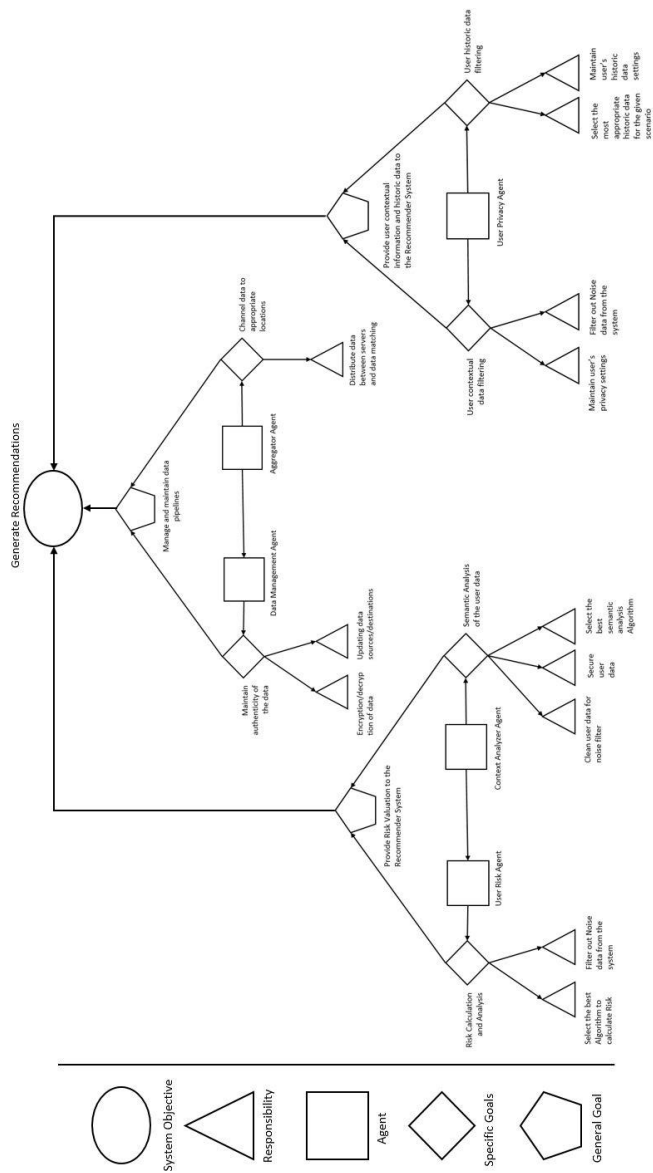 Generate Recommendations
Provide Risk Valuation to the
Recommender System
Manage and maintain data
pipelines
Provide user contextual
information and historic data to
the Recommender System
Risk Calculation
and Analysis
User Risk Agent
Context Analyzer Agent
Semantic Analysis
of the user data
Select the best
Algorithm to
calculate Risk
Filter out Noise
data from the
system
Clean user data for
noise filter
Secure
user
data
Select the
best
semantic
analysis
Algorithm
Maintain
authenticity of
the data
Data Management Agent
Aggregator Agent
Channel data to
appropriate
locations
Encryption/decryp
tion of data
Updating data
sources/destinations
Distribute data
between servers
and data matching
User contextual
data filtering
User Privacy Agent
User historic data
filtering
Maintain user's
privacy settings
Filter out Noise
data from the
system
Select the
most
appropriate
historic data
for the given
scenario
Maintain
user's
historic
data
settings
System Objective
Responsibility
Agent
Specific Goals
General Goal